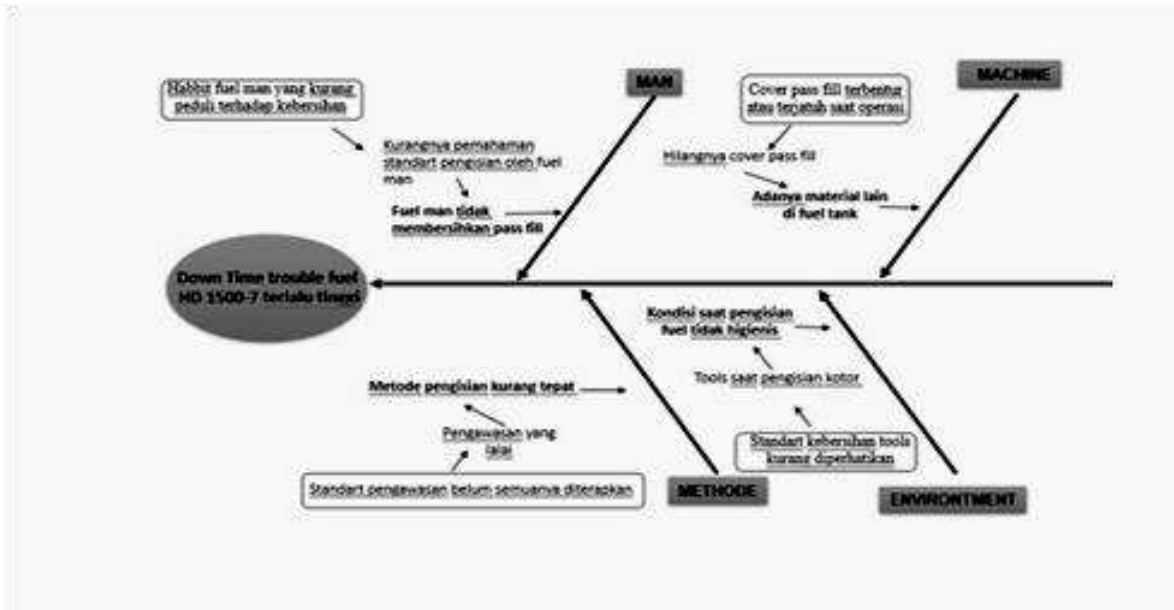 MAN
MACHINE
Habbit fuel man yang kurang
peduli terhadap kebersihan
Cover pass fill terbentur
atau terjatuh saat operasi
Kurangnya pemahaman
standart pengisian oleh fuel
man
Hilangnya cover pass fill
Fuel man tidak
membersihkan pass fill
Adanya material lain
di fuel tank
Down Time trouble fuel
HD 1500-7 terlalu tinggi
Kondisi saat pengisian
fuel tidak higienis
Metode pengisian kurang tepat
Tools saat pengisian kotor
Pengawasan yang
lalai
Standart kebersihan tools
kurang diperhatikan
Standart pengawasan belum semuanya diterapkan
METHODE
ENVIRONTMENT